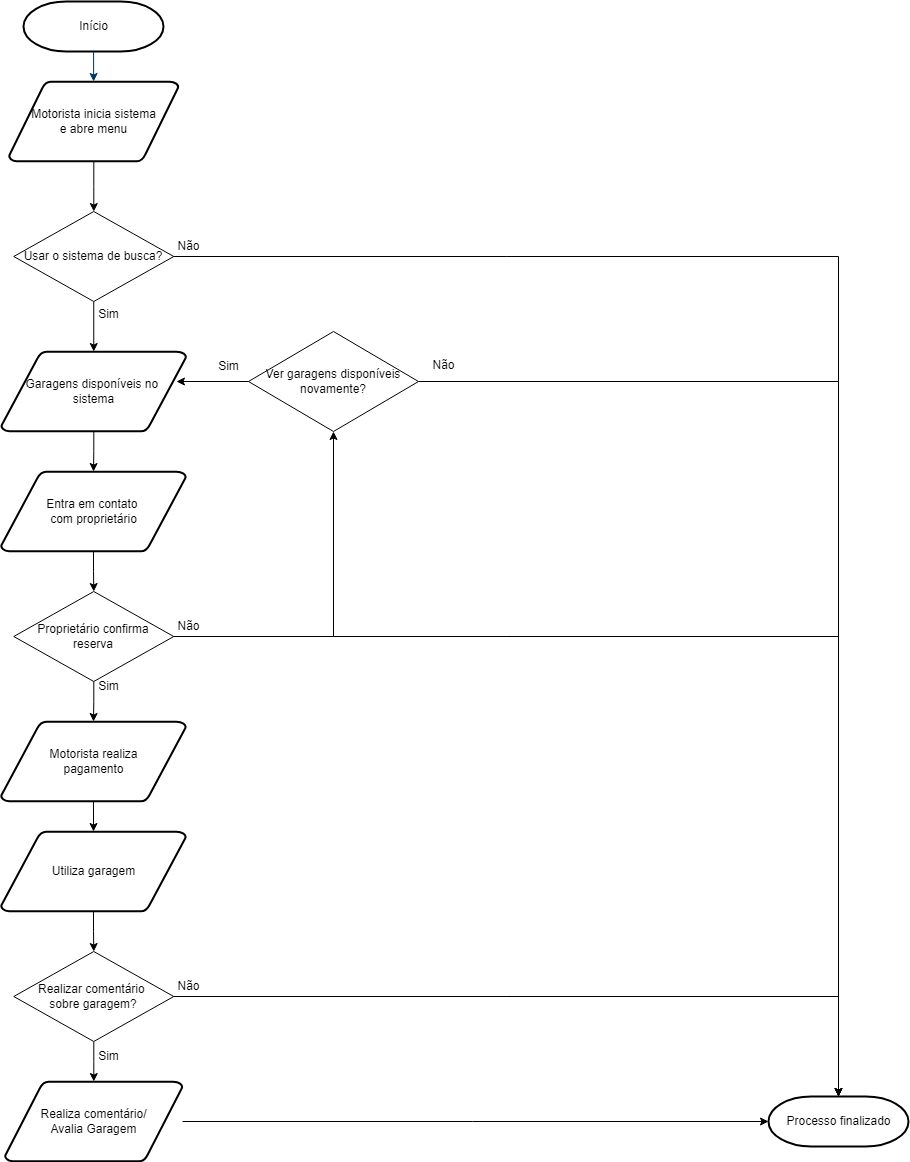 Início
Motorista inicia sistema
e abre menu
Usar o sistema de busca?
Não
Sim
Garagens disponíveis no
sistema
Sim
Ver garagens disponíveis
novamente?
Não
Entra em contato
com proprietário
Proprietário confirma
reserva
Não
Sim
Motorista realiza
pagamento
Utiliza garagem
Realizar comentário
sobre garagem?
Não
Sim
Realiza comentário/
Avalia Garagem
Processo finalizado